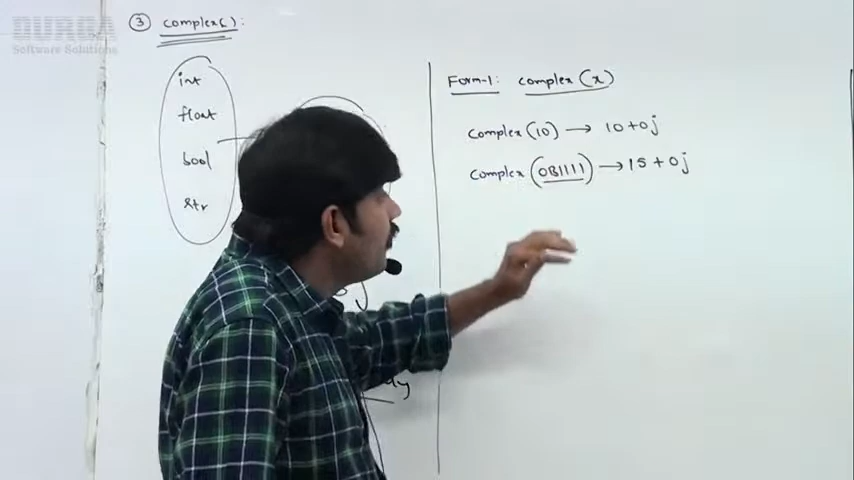 DURGA
Software Solutions
③ complex():
int
float
bool
str
Form-1: complex(x)
complex(10) → 10+0j
complex(0B1111) → 15+0j